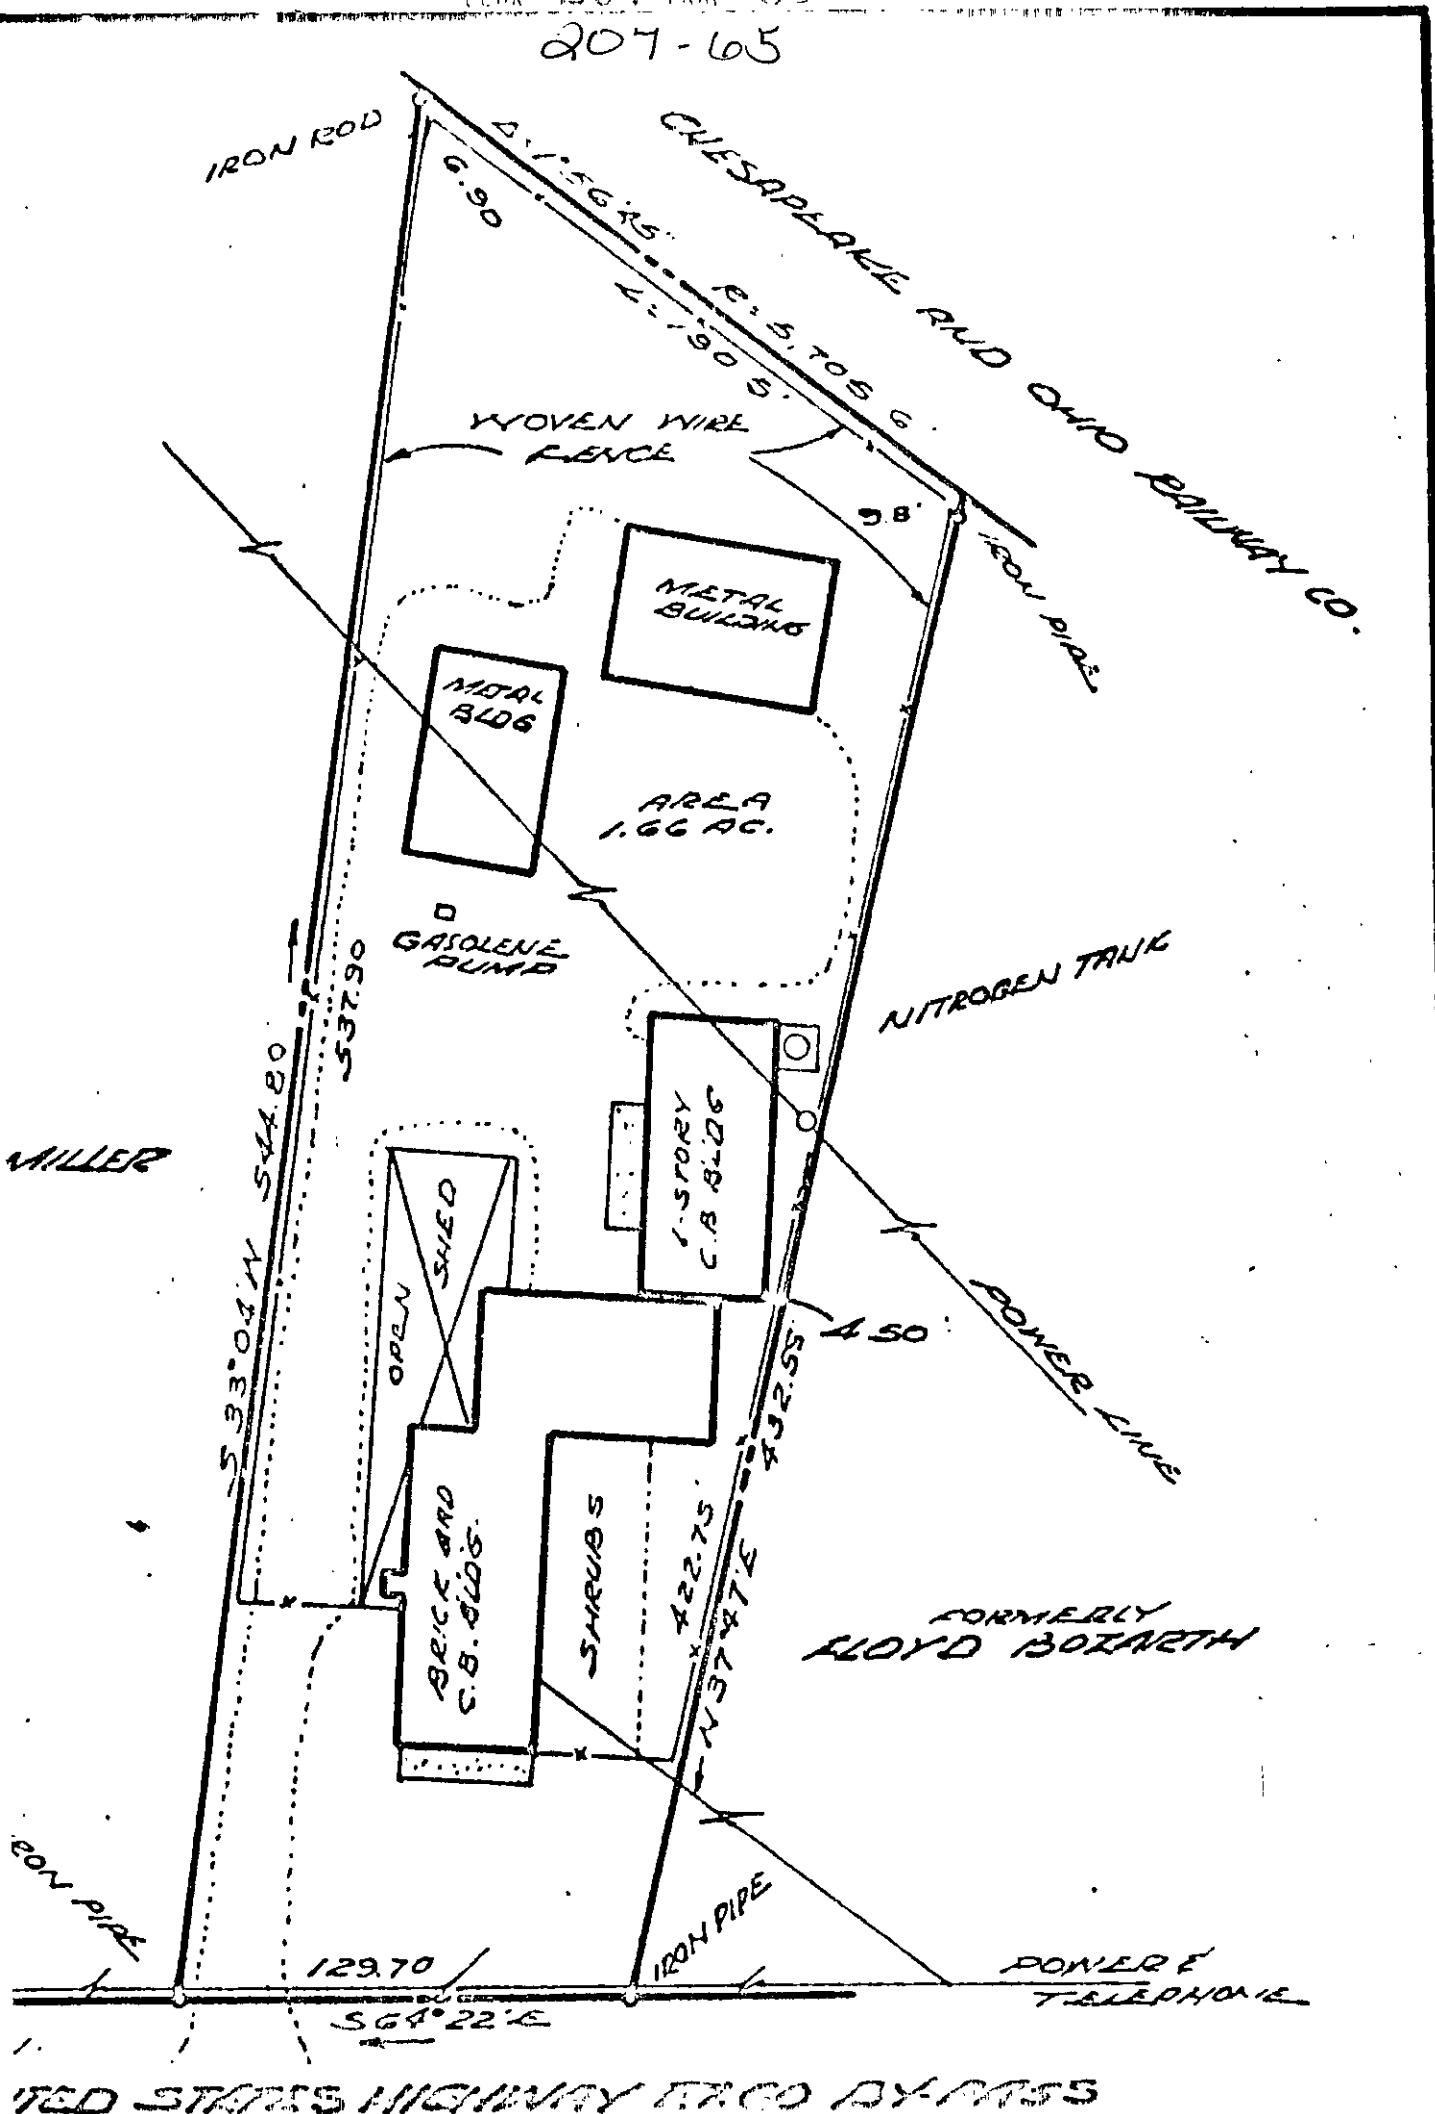 207-65
IRON ROD
6.90
Δ=1°56'25"
R=5,705.6'
L=190.5'
CHESAPEAKE AND OHIO RAILWAY CO.
WOVEN WIRE
FENCE
9.8'
IRON PIPE
METAL
BUILDING
METAL
BLDG
AREA
1.66 AC.
GASOLENE
PUMP
537.90
S 33°04' W 544.80
NITROGEN TANK
MILLER
1-STORY
C.B BLDG
OPEN SHED
4.50'
POWER LINE
432.55'
422.75'
N 37°47' E
BRICK AND
C.B. BLDG.
SHRUBS
FORMERLY
FLOYD BOZARTH
RON PIPE
IRON PIPE
129.70
S 64°22' E
POWER &
TELEPHONE
TED STATES HIGHWAY BY-PASS